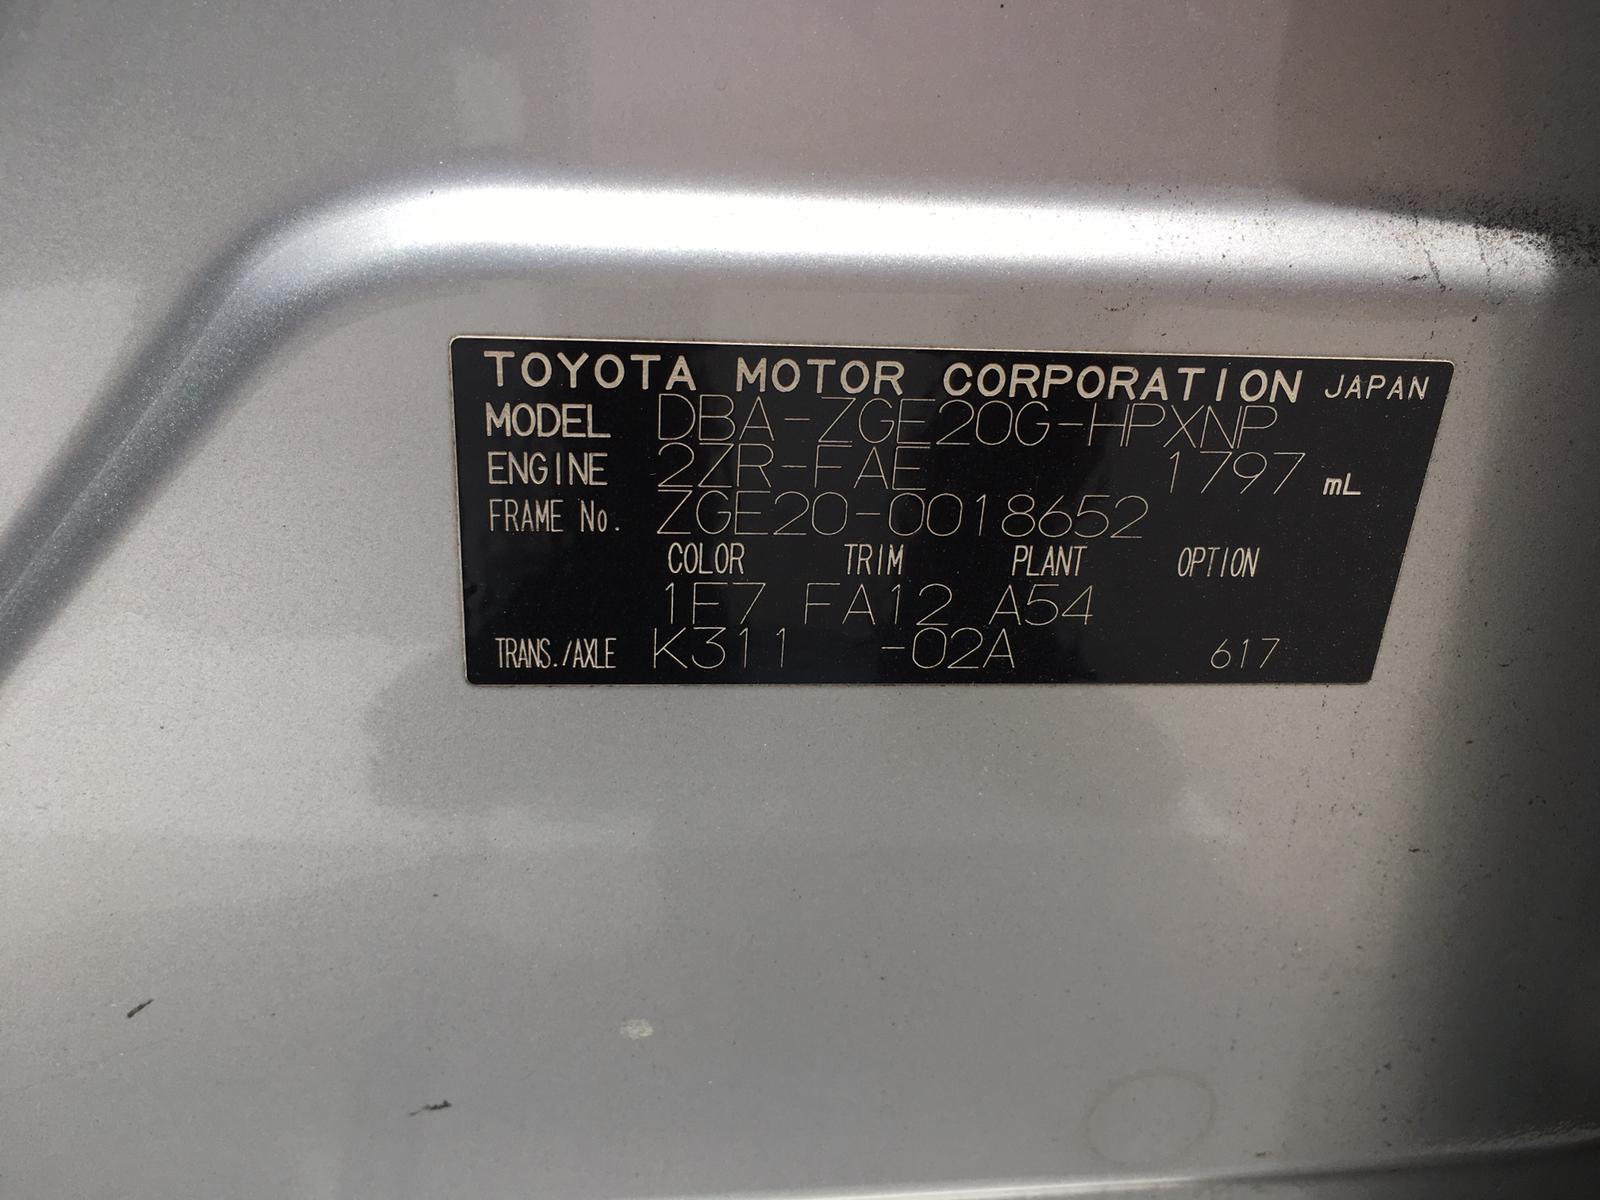 TOYOTA MOTOR CORPORATION JAPAN
MODEL DBA-ZGE20G-HPXNP
ENGINE 2ZR-FAE 1797 mL
FRAME No. ZGE20-0018652
COLOR TRIM PLANT OPTION
1F7 FA12 A54
TRANS./AXLE K311 -02A 617